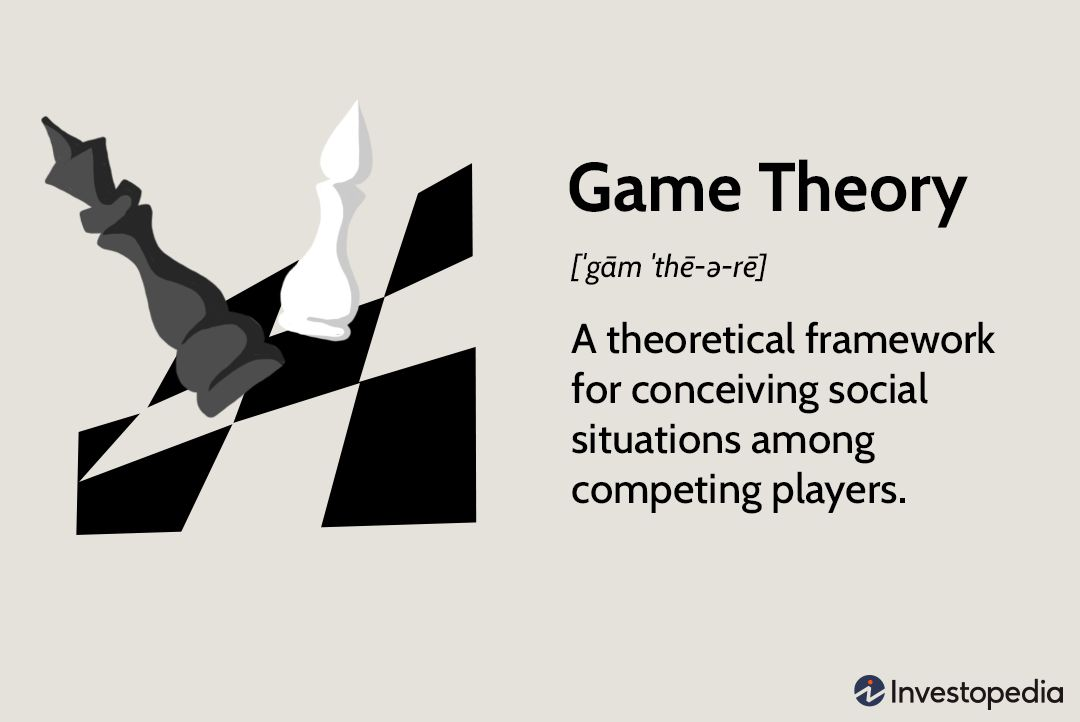 Game Theory
[ˈgām ˈthē-ə-rē]
A theoretical framework
for conceiving social
situations among
competing players.
Investopedia